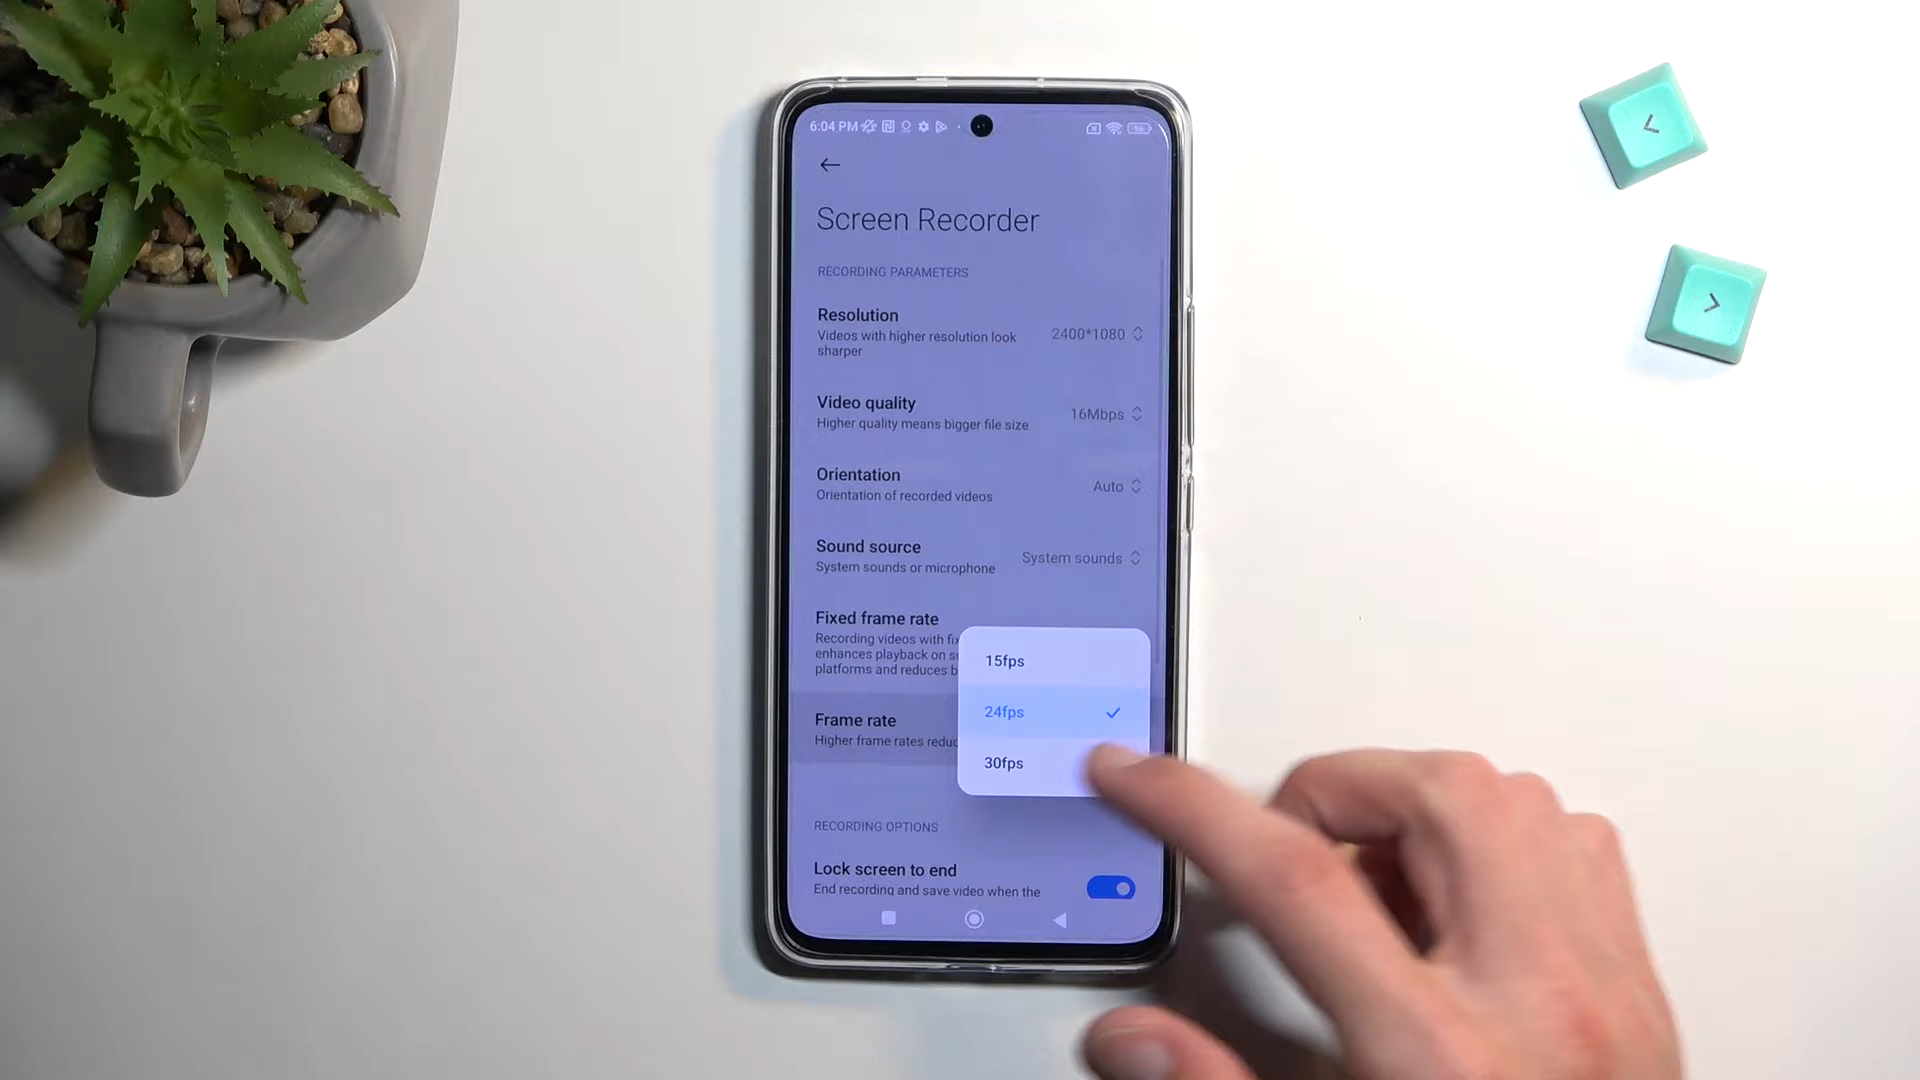 6:04 PM
Screen Recorder
RECORDING PARAMETERS
Resolution
Videos with higher resolution look
sharper
2400*1080
Video quality
Higher quality means bigger file size
16Mbps
Orientation
Orientation of recorded videos
Auto
Sound source
System sounds or microphone
System sounds
Fixed frame rate
Recording videos with
enhances playback on
platforms and reduces
15fps
24fps
30fps
Frame rate
Higher frame rates
RECORDING OPTIONS
Lock screen to end
End recording and save video when the
<
>